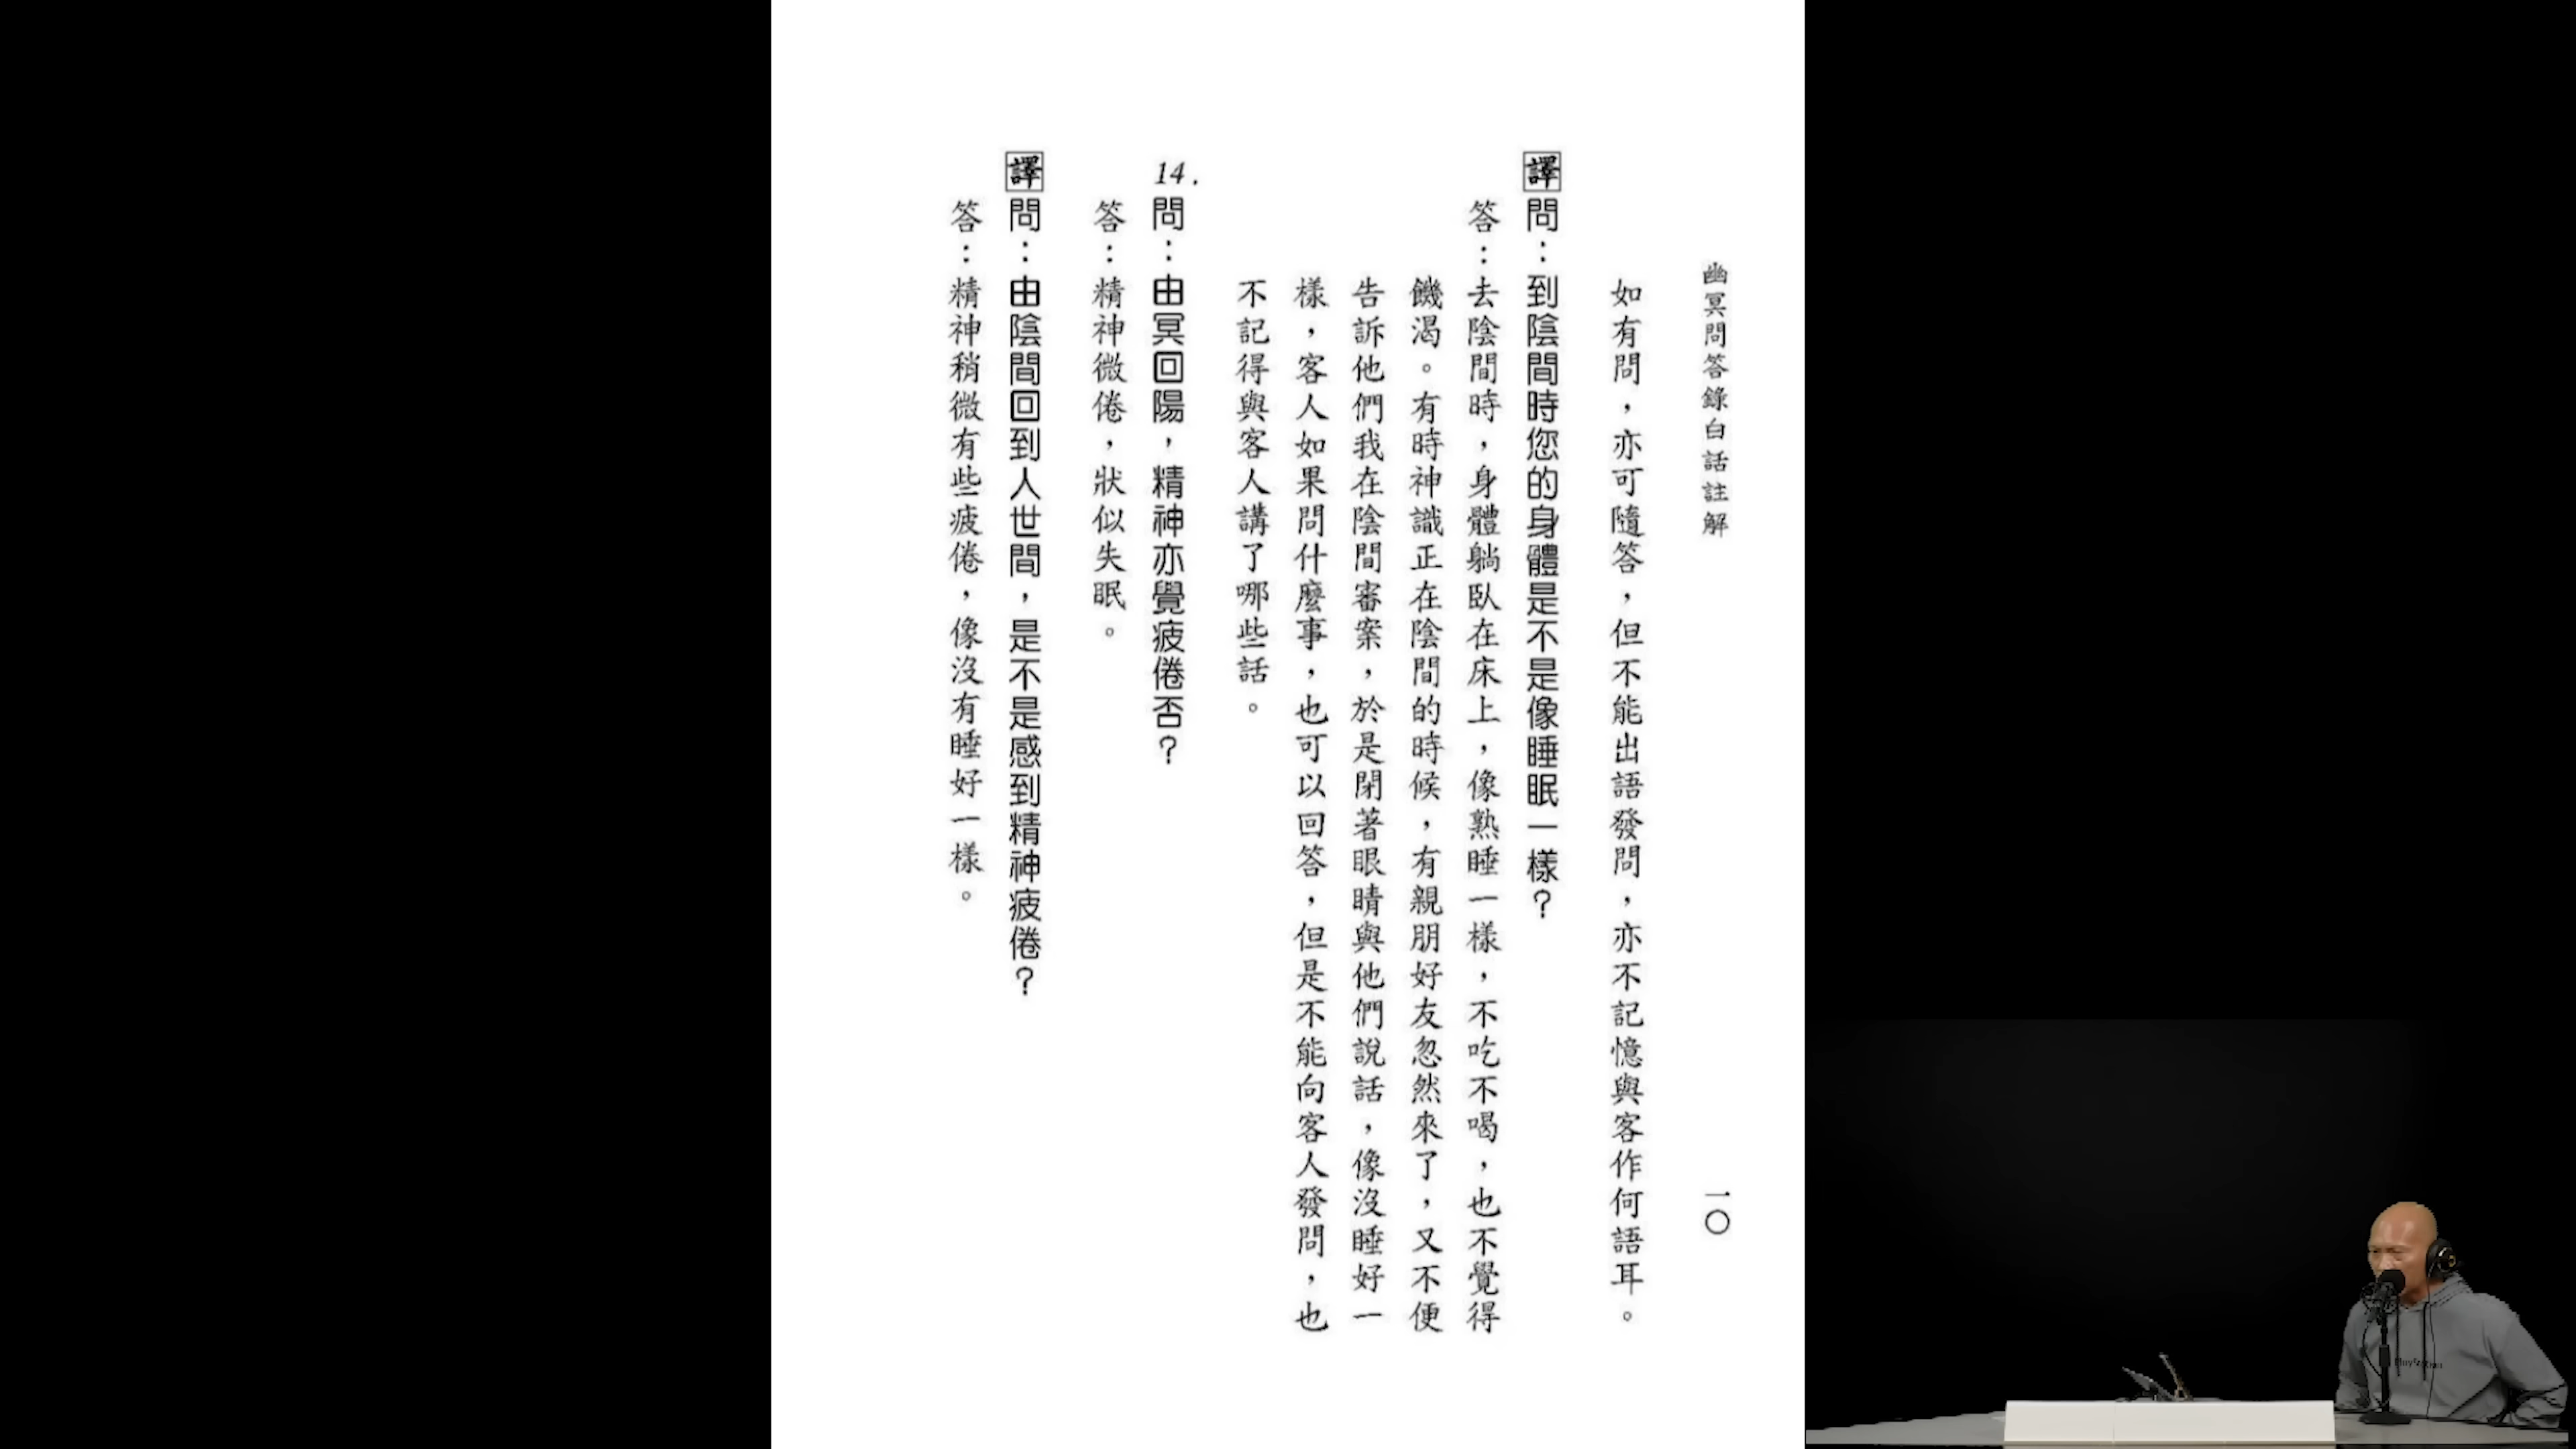 幽冥問答錄白話註解
一〇
如有問，亦可隨答，但不能出語發問，亦不記憶與客作何語耳。
譯問：到陰間時您的身體是不是像睡眠一樣？
答：去陰間時，身體躺臥在床上，像熟睡一樣，不吃不喝，也不覺得
饑渴。有時神識正在陰間的時候，有親朋好友忽然來了，又不便
告訴他們我在陰間審案，於是閉著眼睛與他們說話，像沒睡好一
樣，客人如果問什麼事，也可以回答，但是不能向客人發問，也
不記得與客人講了哪些話。
14.問：由冥回陽，精神亦覺疲倦否？
答：精神微倦，狀似失眠。
譯問：由陰間回到人世間，是不是感到精神疲倦？
答：精神稍微有些疲倦，像沒有睡好一樣。